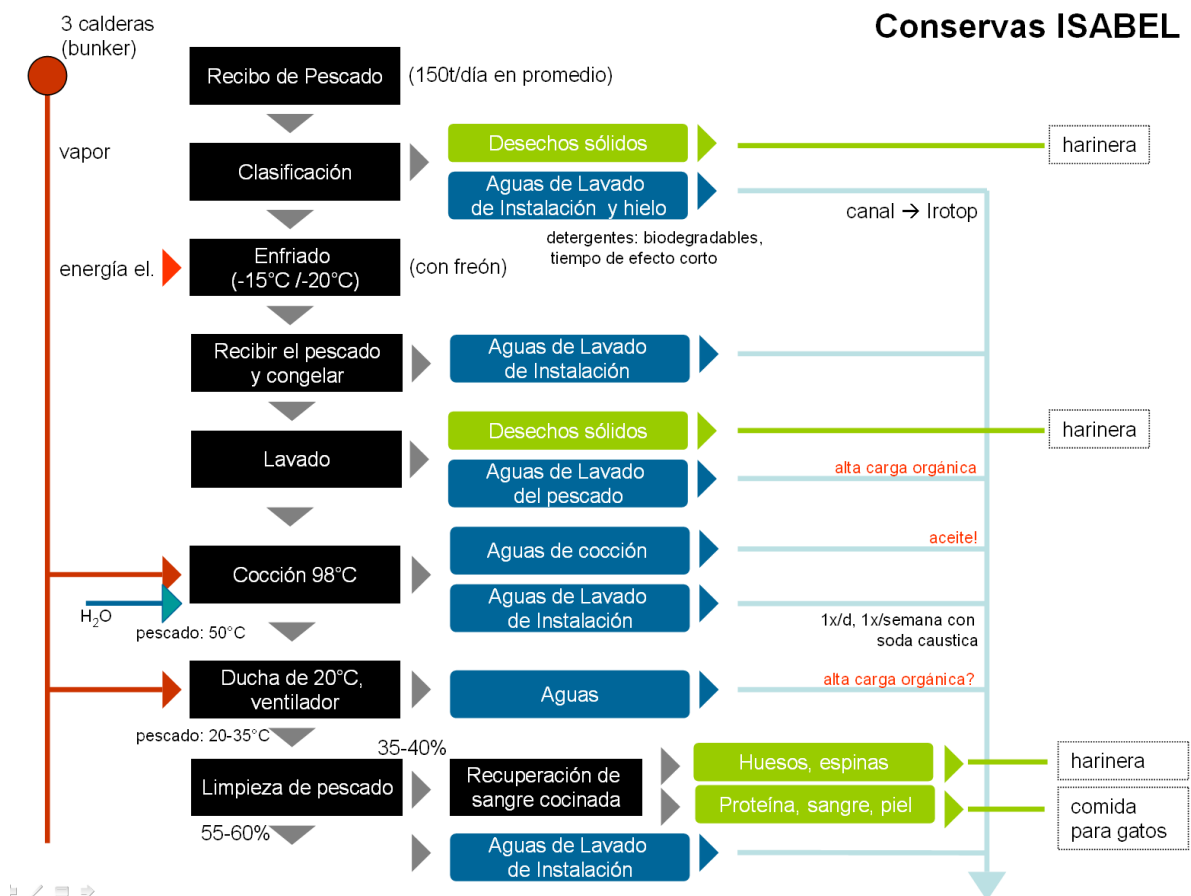 3 calderas
(bunker)
Conservas ISABEL
Recibo de Pescado
(150t/día en promedio)
vapor
Clasificación
Desechos sólidos
harinera
Aguas de Lavado
de Instalación y hielo
canal → Irotop
detergentes: biodegradables,
tiempo de efecto corto
energía el.
Enfriado
(-15°C /-20°C)
(con freón)
Recibir el pescado
y congelar
Aguas de Lavado
de Instalación
Lavado
Desechos sólidos
harinera
Aguas de Lavado
del pescado
alta carga orgánica
Cocción 98°C
Aguas de cocción
aceite!
H₂O
Aguas de Lavado
de Instalación
1x/d, 1x/semana con
soda caustica
pescado: 50°C
Ducha de 20°C,
ventilador
Aguas
alta carga orgánica?
pescado: 20-35°C
35-40%
Limpieza de pescado
Recuperación de
sangre cocinada
Huesos, espinas
harinera
Proteína, sangre, piel
comida
para gatos
55-60%
Aguas de Lavado
de Instalación